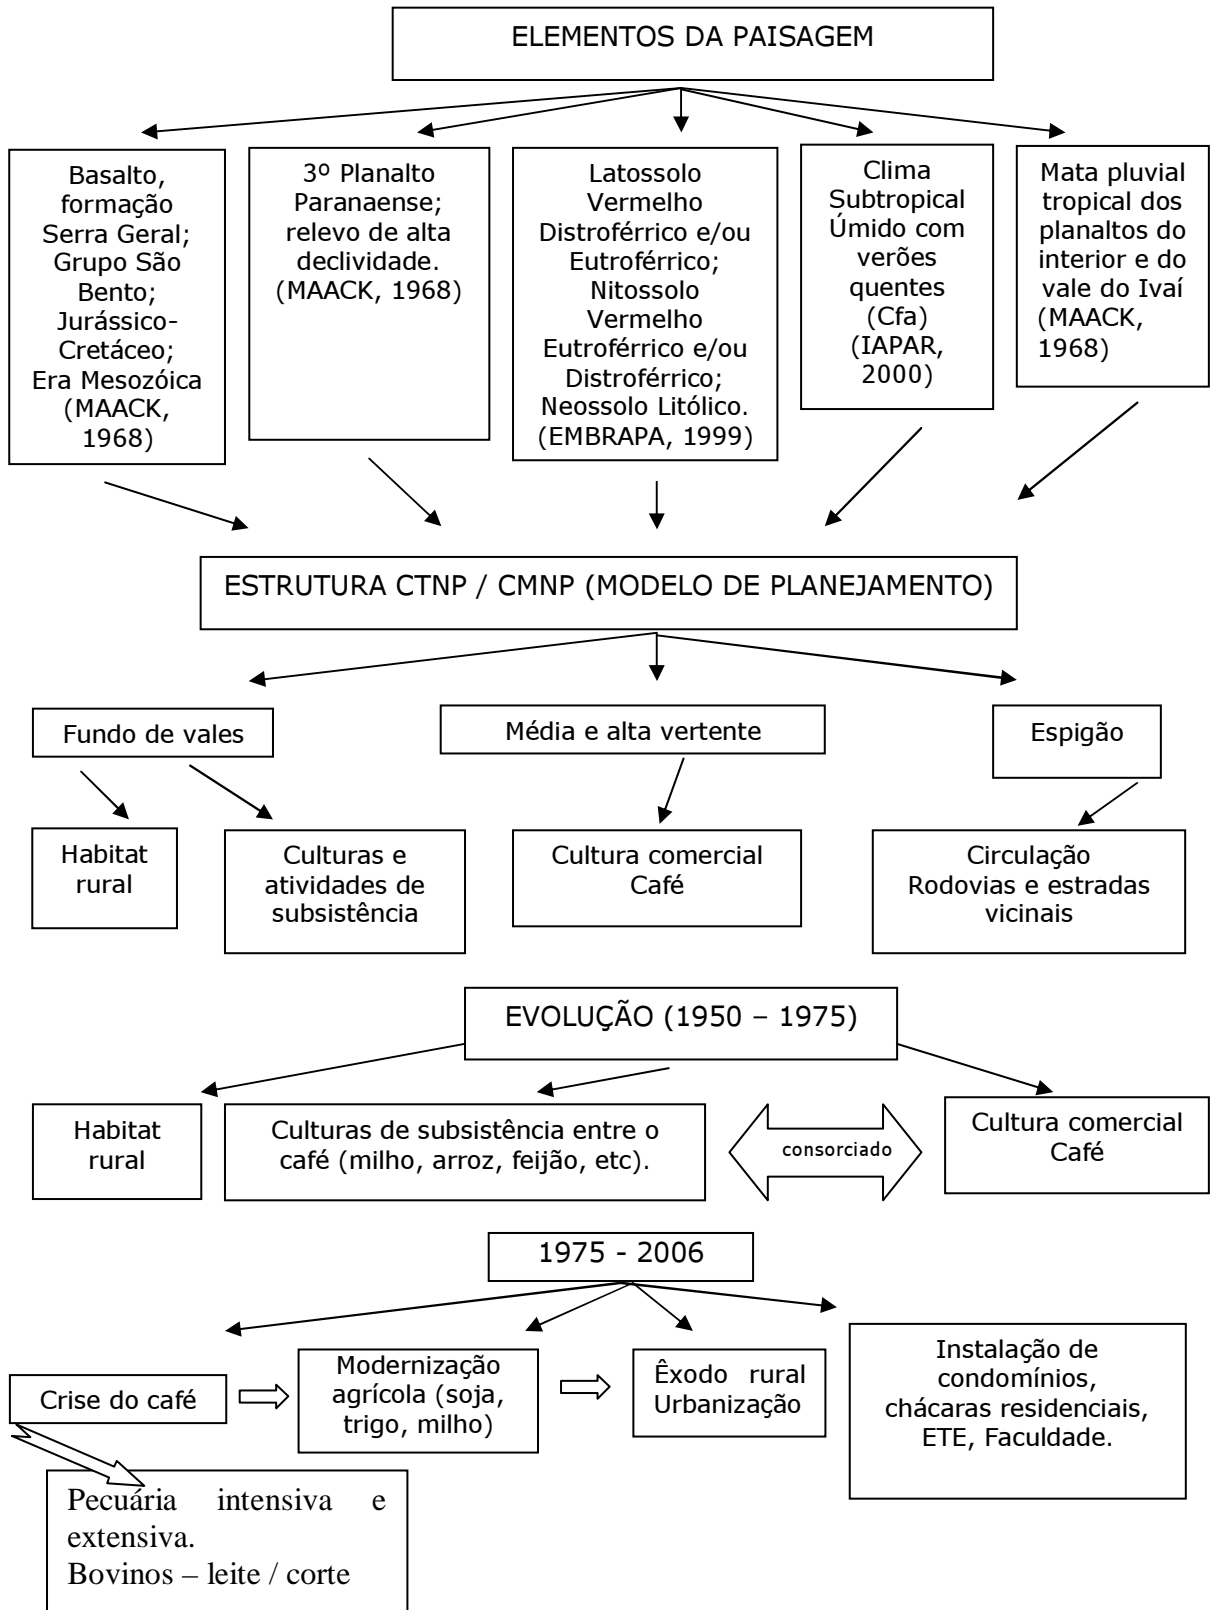 ELEMENTOS DA PAISAGEM
Basalto,
formação
Serra Geral;
Grupo São
Bento;
Jurássico-
Cretáceo;
Era Mesozóica
(MAACK,
1968)
3º Planalto
Paranaense;
relevo de alta
declividade.
(MAACK, 1968)
Latossolo
Vermelho
Distroférrico e/ou
Eutroférrico;
Nitossolo
Vermelho
Eutroférrico e/ou
Distroférrico;
Neossolo Litólico.
(EMBRAPA, 1999)
Clima
Subtropical
Úmido com
verões
quentes
(Cfa)
(IAPAR,
2000)
Mata pluvial
tropical dos
planaltos do
interior e do
vale do Ivaí
(MAACK,
1968)
ESTRUTURA CTNP / CMNP (MODELO DE PLANEJAMENTO)
Fundo de vales
Média e alta vertente
Espigão
Habitat
rural
Culturas e
atividades de
subsistência
Cultura comercial
Café
Circulação
Rodovias e estradas
vicinais
EVOLUÇÃO (1950 – 1975)
Habitat
rural
Culturas de subsistência entre o
café (milho, arroz, feijão, etc).
consorciado
Cultura comercial
Café
1975 - 2006
Crise do café
Modernização
agrícola (soja,
trigo, milho)
Êxodo rural
Urbanização
Instalação de
condomínios,
chácaras residenciais,
ETE, Faculdade.
Pecuária intensiva e
extensiva.
Bovinos – leite / corte